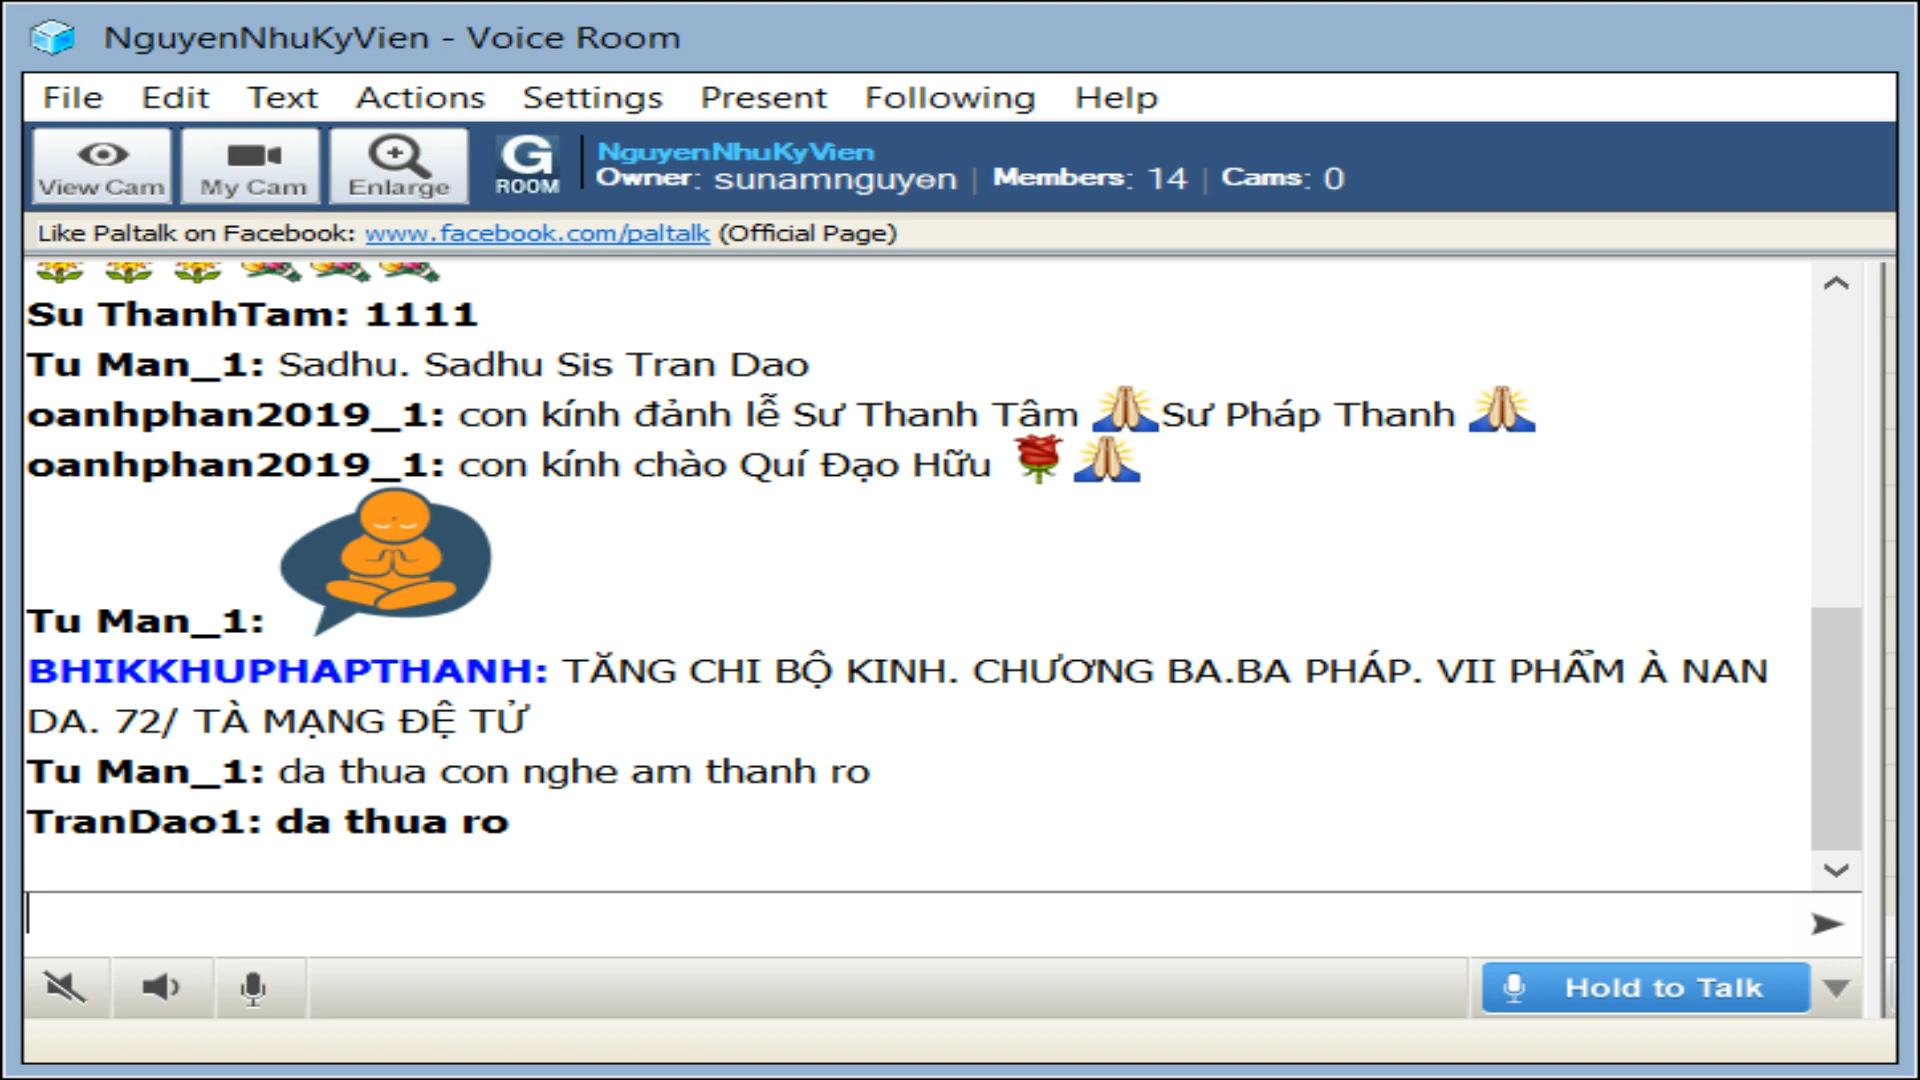 NguyenNhuKyVien - Voice Room
File Edit Text Actions Settings Present Following Help
View Cam My Cam Enlarge G ROOM
NguyenNhuKyVien
Owner: sunamnguyen | Members: 14 | Cams: 0
Like Paltalk on Facebook: www.facebook.com/paltalk (Official Page)
Su ThanhTam: 1111
Tu Man_1: Sadhu. Sadhu Sis Tran Dao
oanhphan2019_1: con kính đảnh lễ Sư Thanh Tâm 🙏Sư Pháp Thanh 🙏
oanhphan2019_1: con kính chào Quí Đạo Hữu 🌹🙏
Tu Man_1:
BHIKKHUPHAPTHANH: TĂNG CHI BỘ KINH. CHƯƠNG BA.BA PHÁP. VII PHẨM À NAN
DA. 72/ TÀ MẠNG ĐỆ TỬ
Tu Man_1: da thua con nghe am thanh ro
TranDao1: da thua ro
Hold to Talk